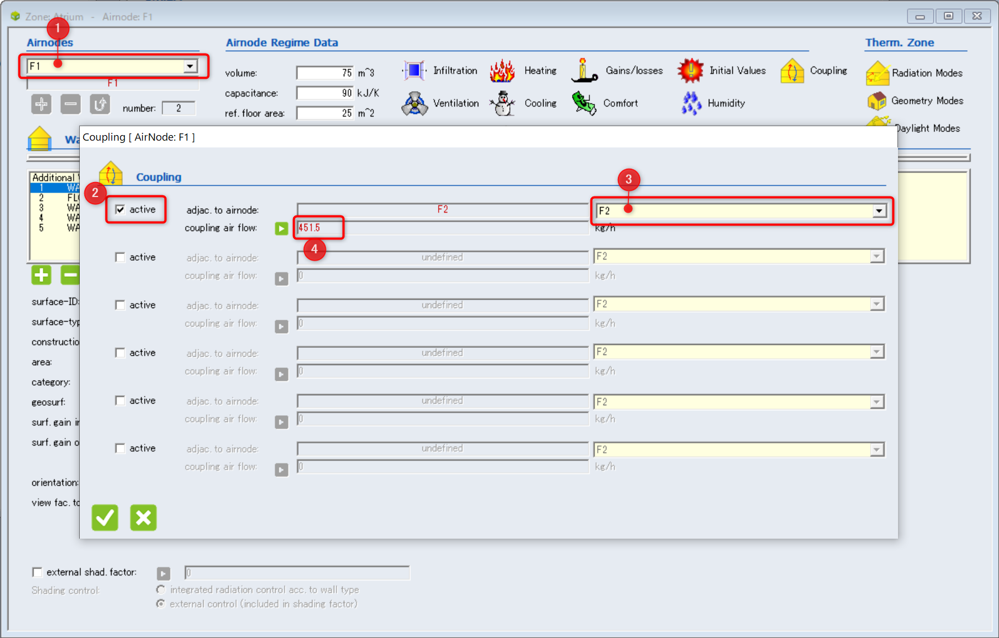 Zone: Atrium - Airnode: F1
1
Airnodes
Airnode Regime Data
Therm. Zone
F1
F1
number: 2
volume: 75 m^3
capacitance: 90 kJ/K
ref. floor area: 25 m^2
Infiltration
Heating
Gains/losses
Initial Values
Coupling
Ventilation
Cooling
Comfort
Humidity
Radiation Modes
Geometry Modes
Daylight Modes
Wa
Coupling [ AirNode: F1 ]
Additional
1 WA
2 FLO
3 WA
4 WA
5 WA
Coupling
2
3
active adjac. to airnode: F2 F2
coupling air flow: 451.5 kg/h
4
active adjac. to airnode: undefined F2
coupling air flow: 0 kg/h
active adjac. to airnode: undefined F2
coupling air flow: 0 kg/h
active adjac. to airnode: undefined F2
coupling air flow: 0 kg/h
active adjac. to airnode: undefined F2
coupling air flow: 0 kg/h
active adjac. to airnode: undefined F2
coupling air flow: 0 kg/h
surface-ID:
surface-typ
constructio
area:
category:
geosurf:
surf. gain in
surf. gain o
orientation:
view fac. to
external shad. factor: 0
Shading control:
integrated radiation control acc. to wall type
external control (included in shading factor)